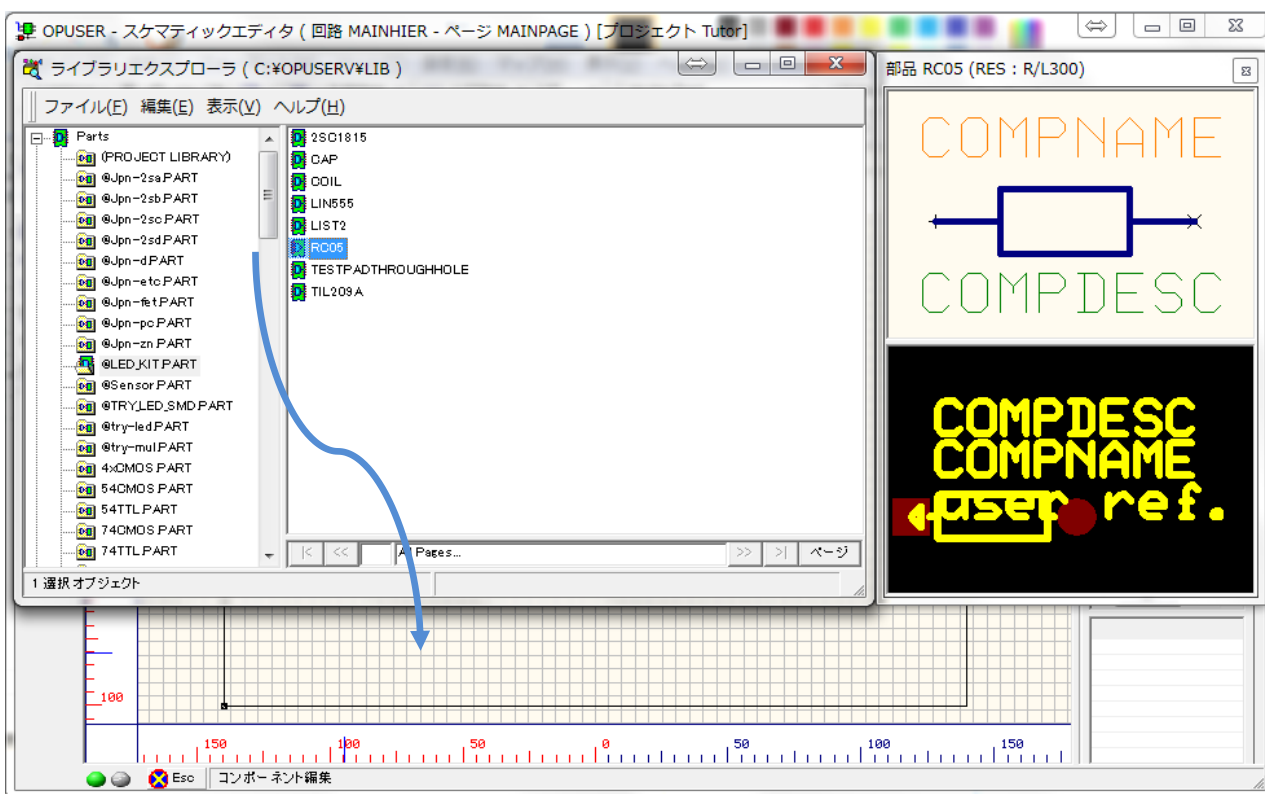 OPUSER - スケマティックエディタ ( 回路 MAINHIER - ページ MAINPAGE ) [プロジェクト Tutor]
ライブラリエクスプローラ ( C:¥OPUSERV¥LIB )
ファイル(F) 編集(E) 表示(V) ヘルプ(H)
Parts
(PROJECT LIBRARY)
@Jpn-2sa.PART
@Jpn-2sb.PART
@Jpn-2sc.PART
@Jpn-2sd.PART
@Jpn-d.PART
@Jpn-etc.PART
@Jpn-fet.PART
@Jpn-pc.PART
@Jpn-zn.PART
@LED_KIT.PART
@Sensor.PART
@TRY_LED_SMD.PART
@try-led.PART
@try-mul.PART
4xCMOS.PART
54CMOS.PART
54TTL.PART
74CMOS.PART
74TTL.PART
2SC1815
CAP
COIL
LIN555
LIST2
RC05
TESTPADTHROUGHHOLE
TIL209A
|< << All Pages... >> >| ページ
1 選択オブジェクト
部品 RC05 (RES : R/L300)
COMPNAME
COMPDESC
COMPDESC
COMPNAME
user ref.
100
150 100 50 0 50 100 150
Esc コンポーネント編集